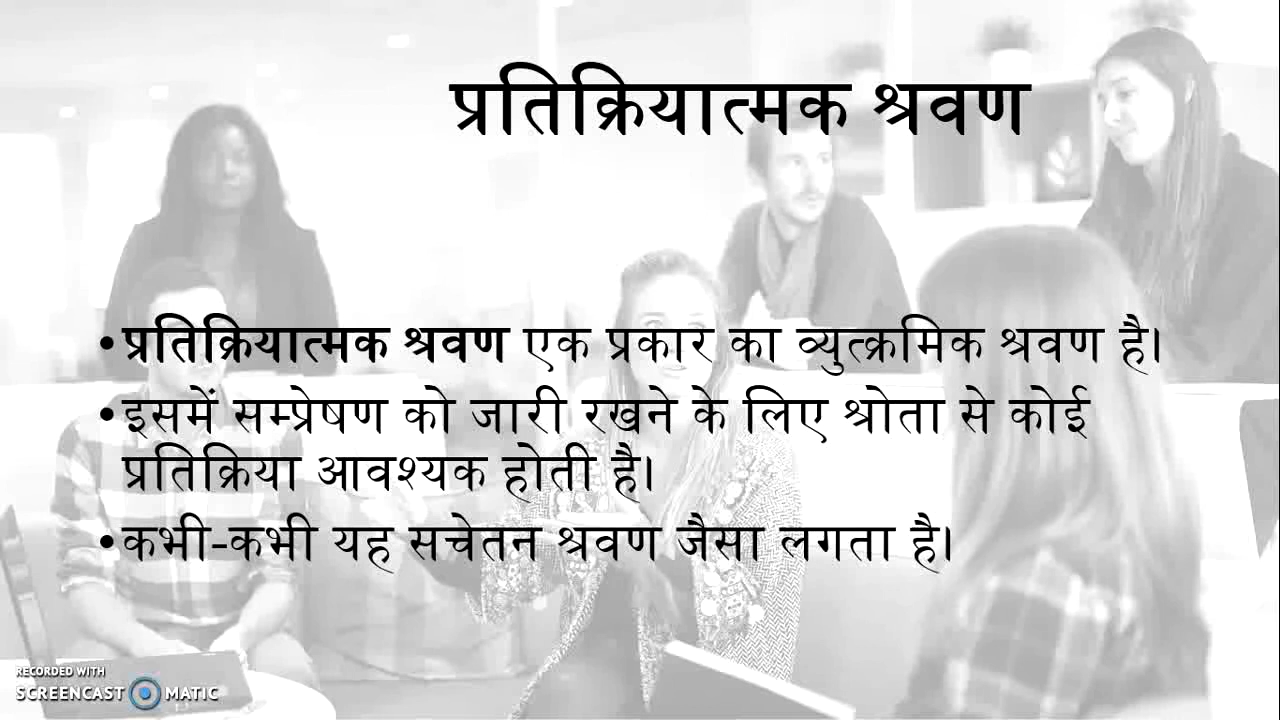 प्रतिक्रियात्मक श्रवण
•प्रतिक्रियात्मक श्रवण एक प्रकार का व्युत्क्रमिक श्रवण है।
•इसमें सम्प्रेषण को जारी रखने के लिए श्रोता से कोई
प्रतिक्रिया आवश्यक होती है।
•कभी-कभी यह सचेतन श्रवण जैसा लगता है।
RECORDED WITH
SCREENCAST MATIC